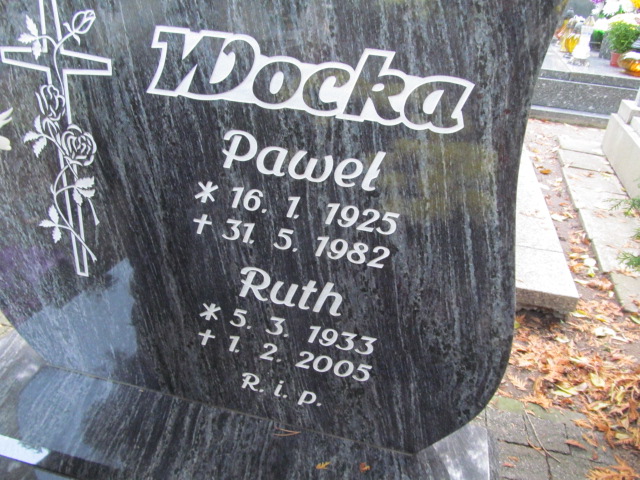 Wocka
Paweł
* 16. 1. 1925
+ 31. 5. 1982
Ruth
* 5. 3. 1933
+ 1. 2. 2005
R. i. p.